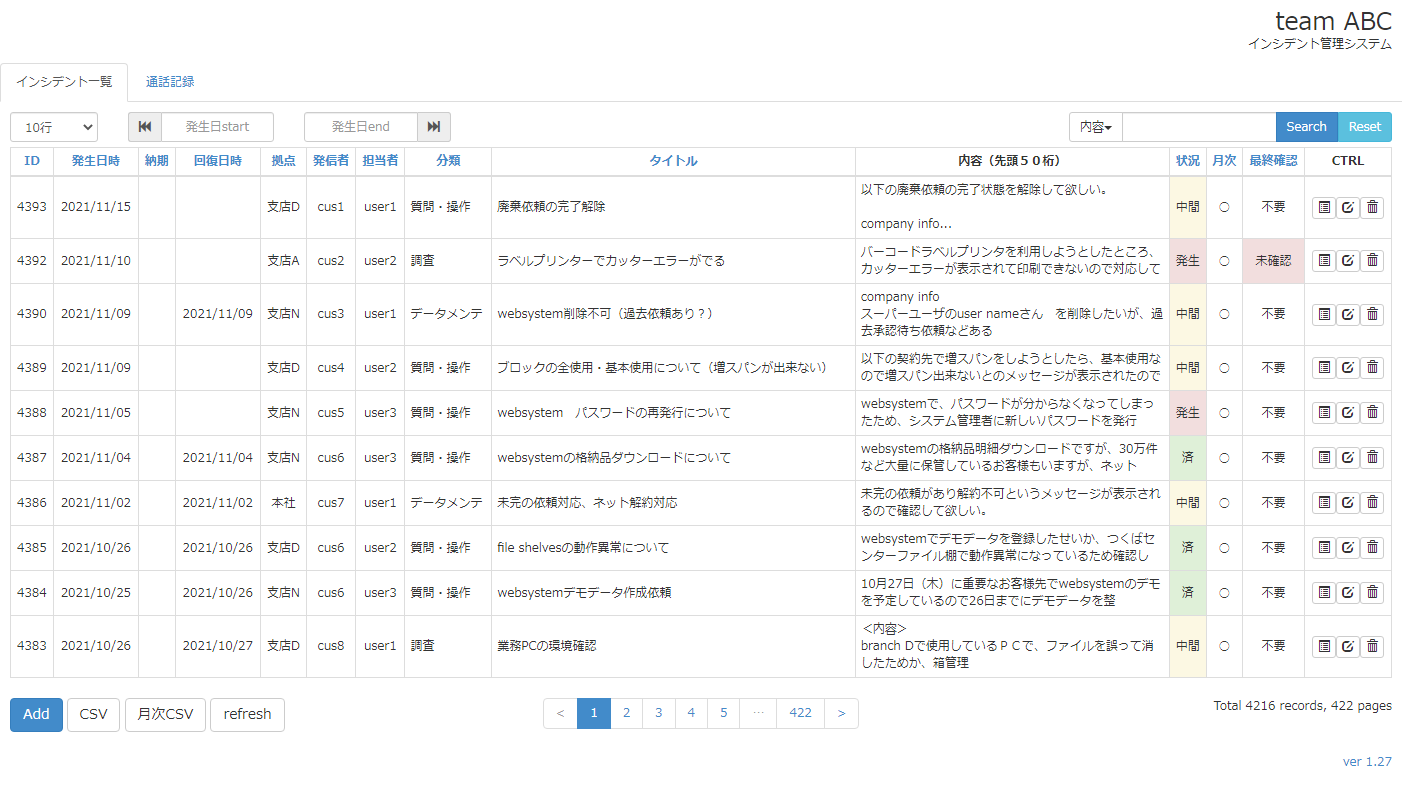 team ABC
インシデント管理システム
インシデント一覧 通話記録
10行 発生日start 発生日end 内容 Search Reset
ID 発生日時 納期 回復日時 拠点 発信者 担当者 分類 タイトル 内容（先頭５０桁） 状況 月次 最終確認 CTRL
4393 2021/11/15 支店D cus1 user1 質問・操作 廃棄依頼の完了解除 以下の廃棄依頼の完了状態を解除して欲しい。
company info... 中間 ○ 不要
4392 2021/11/10 支店A cus2 user2 調査 ラベルプリンターでカッターエラーがでる バーコードラベルプリンタを利用しようとしたところ、
カッターエラーが表示されて印刷できないので対応して 発生 ○ 未確認
4390 2021/11/09 2021/11/09 支店N cus3 user1 データメンテ websystem削除不可（過去依頼あり？） company info
スーパーユーザのuser nameさん　を削除したいが、過
去承認待ち依頼などある 中間 ○ 不要
4389 2021/11/09 支店D cus4 user2 質問・操作 ブロックの全使用・基本使用について（増スパンが出来ない） 以下の契約先で増スパンをしようとしたら、基本使用な
ので増スパン出来ないとのメッセージが表示されたので 中間 ○ 不要
4388 2021/11/05 支店N cus5 user3 質問・操作 websystem　パスワードの再発行について websystemで、パスワードが分からなくなってしまっ
たため、システム管理者に新しいパスワードを発行 発生 ○ 不要
4387 2021/11/04 2021/11/04 支店N cus6 user3 質問・操作 websystemの格納品ダウンロードについて websystemの格納品明細ダウンロードですが、30万件
など大量に保管しているお客様もいますが、ネット 済 ○ 不要
4386 2021/11/02 2021/11/02 本社 cus7 user1 データメンテ 未完の依頼対応、ネット解約対応 未完の依頼があり解約不可というメッセージが表示され
るので確認して欲しい。 中間 ○ 不要
4385 2021/10/26 2021/10/26 支店D cus6 user2 質問・操作 file shelvesの動作異常について websystemでデモデータを登録したせいか、つくばセ
ンターファイル棚で動作異常になっているため確認し 済 ○ 不要
4384 2021/10/25 2021/10/26 支店N cus6 user3 質問・操作 websystemデモデータ作成依頼 10月27日（木）に重要なお客様先でwebsystemのデモ
を予定しているので26日までにデモデータを整 済 ○ 不要
4383 2021/10/26 2021/10/27 支店D cus8 user1 調査 業務PCの環境確認 ＜内容＞
branch Dで使用しているＰＣで、ファイルを誤って消
したためか、箱管理 中間 ○ 不要
Add CSV 月次CSV refresh < 1 2 3 4 5 ... 422 > Total 4216 records, 422 pages
ver 1.27